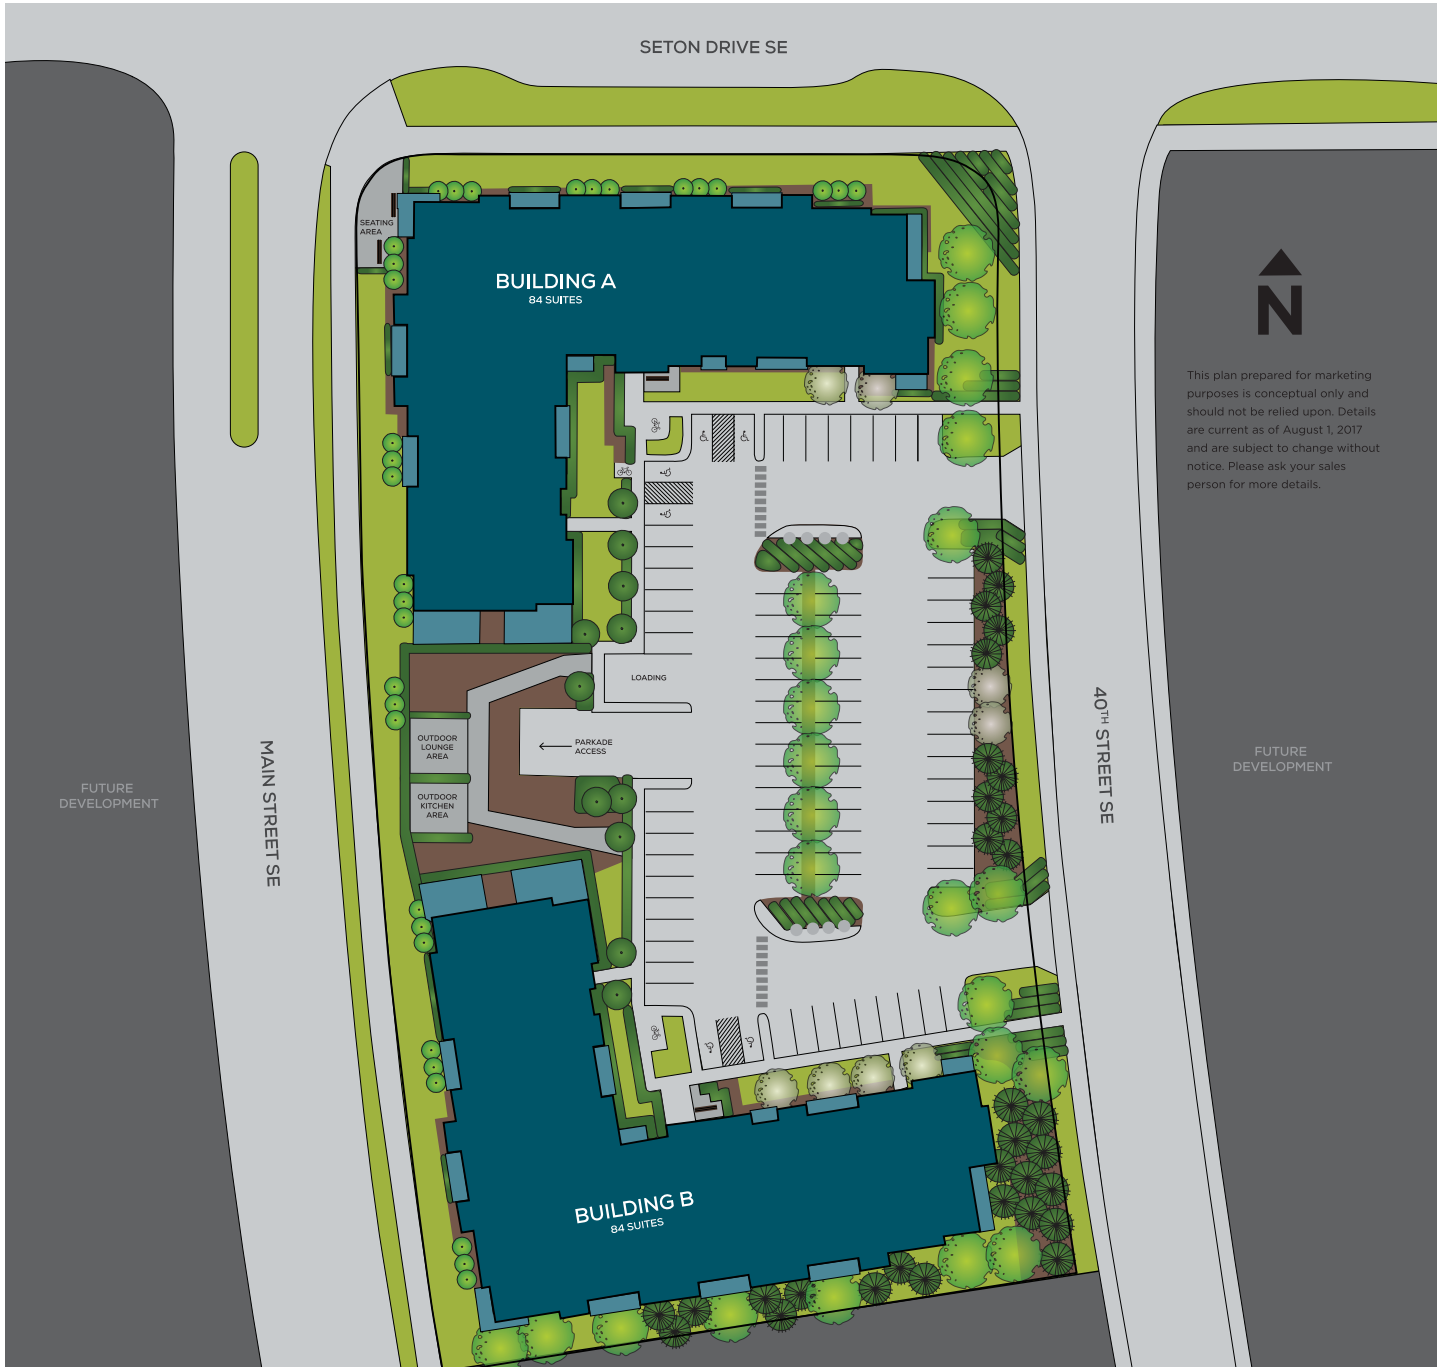 SETON DRIVE SE
SEATING
AREA
BUILDING A
84 SUITES
N
This plan prepared for marketing
purposes is conceptual only and
should not be relied upon. Details
are current as of August 1, 2017
and are subject to change without
notice. Please ask your sales
person for more details.
LOADING
PARKADE
ACCESS
OUTDOOR
LOUNGE
AREA
OUTDOOR
KITCHEN
AREA
MAIN STREET SE
40TH STREET SE
FUTURE
DEVELOPMENT
FUTURE
DEVELOPMENT
BUILDING B
84 SUITES